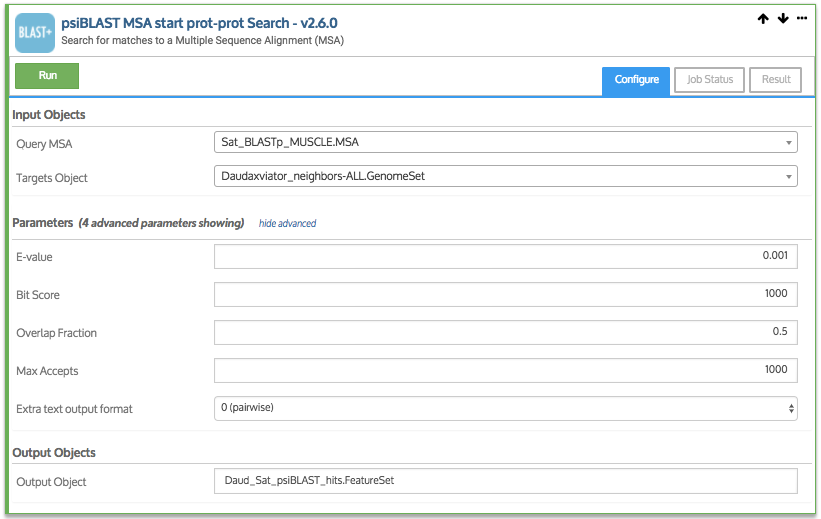 BLAST+
psiBLAST MSA start prot-prot Search - v2.6.0
Search for matches to a Multiple Sequence Alignment (MSA)
Run
Configure
Job Status
Result
Input Objects
Query MSA
Sat_BLASTp_MUSCLE.MSA
Targets Object
Daudaxviator_neighbors-ALL.GenomeSet
Parameters (4 advanced parameters showing) hide advanced
E-value
0.001
Bit Score
1000
Overlap Fraction
0.5
Max Accepts
1000
Extra text output format
0 (pairwise)
Output Objects
Output Object
Daud_Sat_psiBLAST_hits.FeatureSet